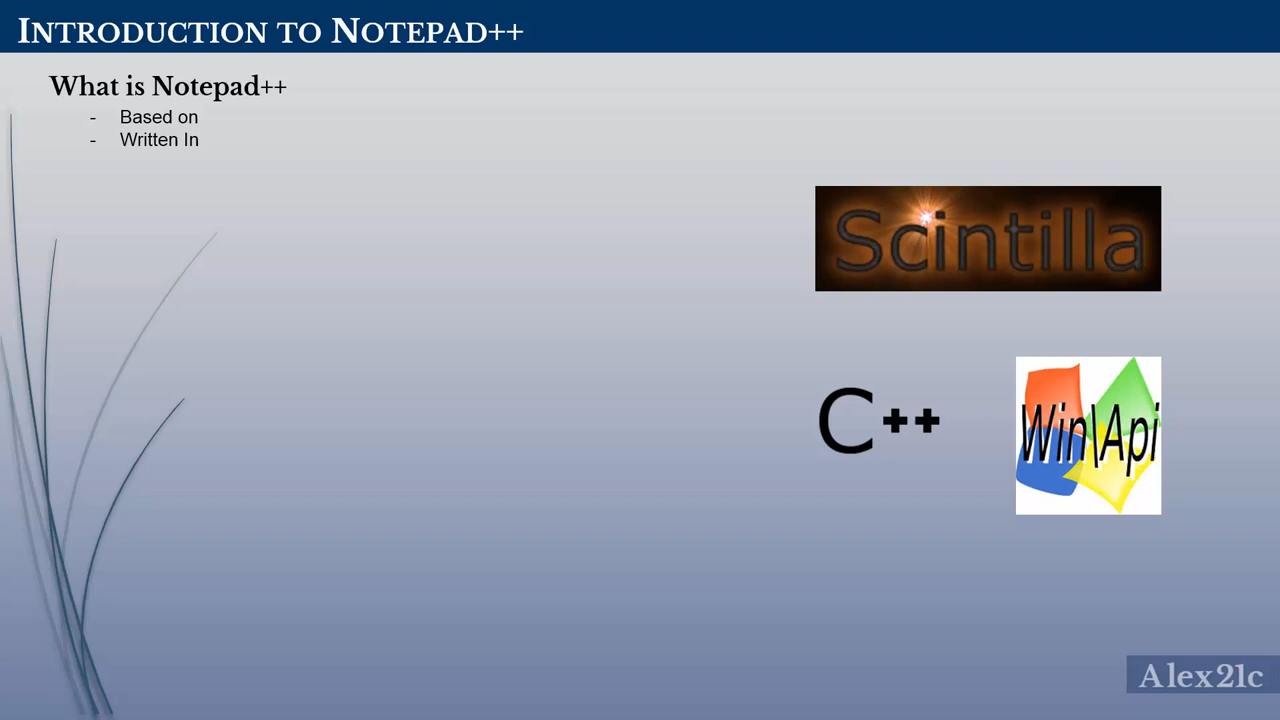 INTRODUCTION TO NOTEPAD++
What is Notepad++
- Based on
- Written In
Scintilla
C++
Win\Api
Alex21c